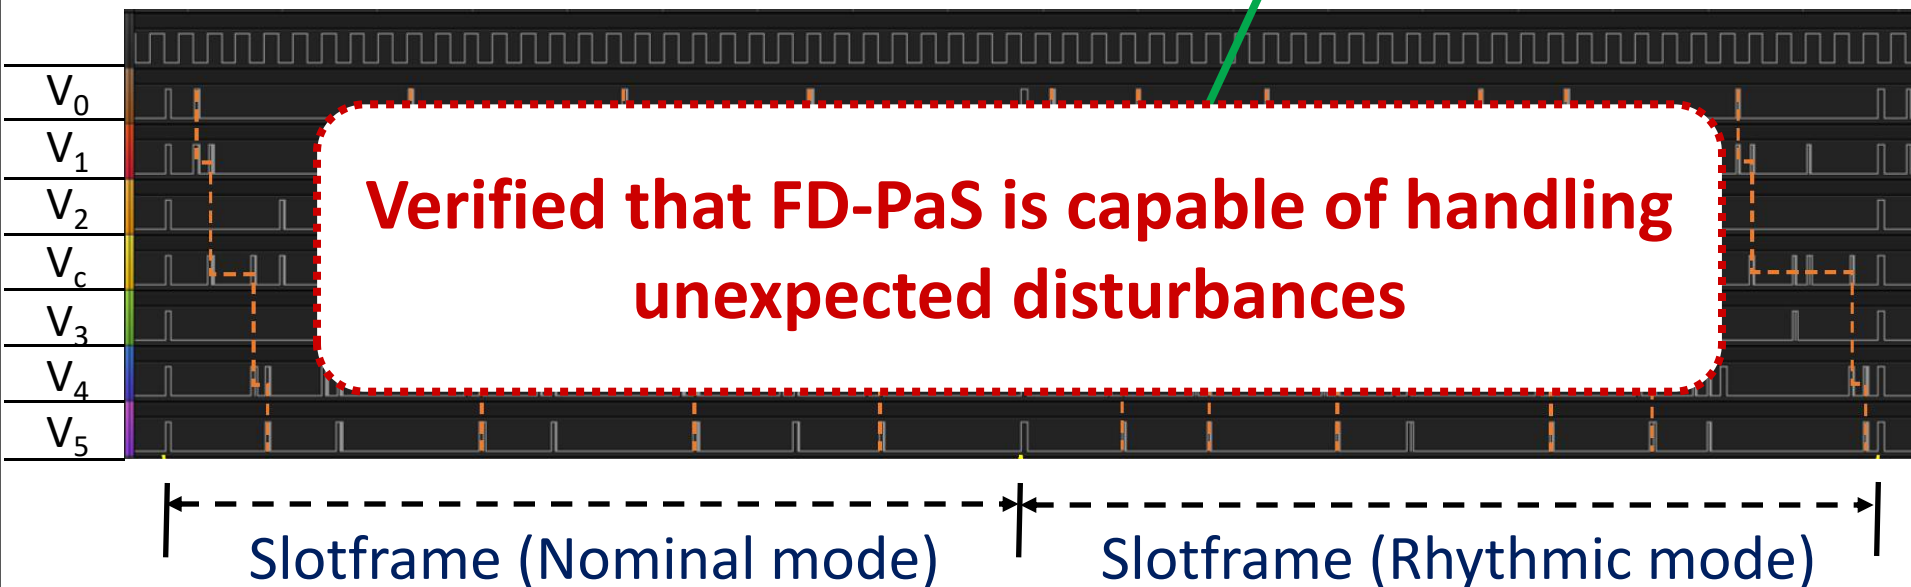 V0
V1
V2
Vc
V3
V4
V5
Verified that FD-PaS is capable of handling
unexpected disturbances
Slotframe (Nominal mode)
Slotframe (Rhythmic mode)